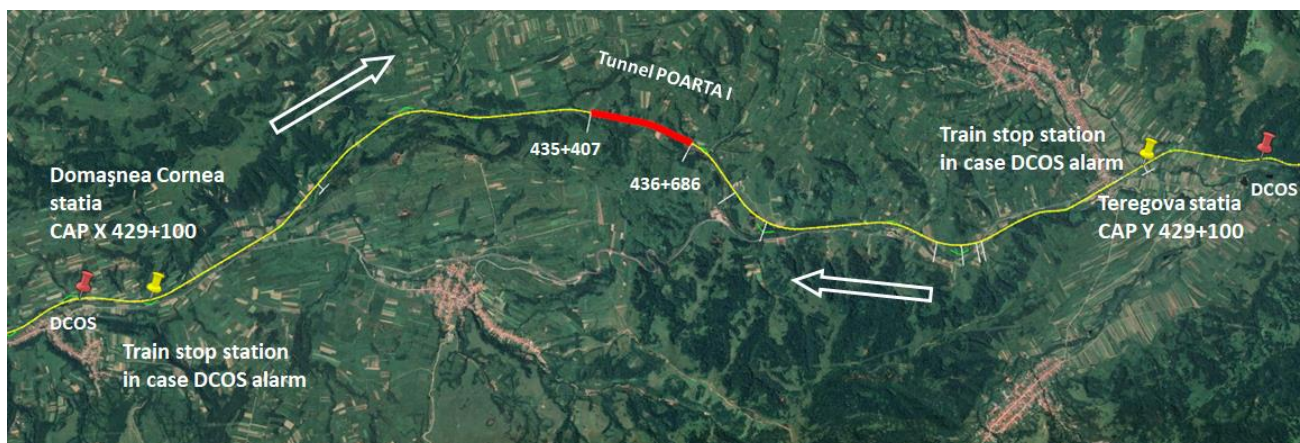 Tunnel POARTA I
435+407
436+686
Domaşnea Cornea
statia
CAP X 429+100
DCOS
Train stop station
in case DCOS alarm
Train stop station
in case DCOS alarm
Teregova statia
CAP Y 429+100
DCOS